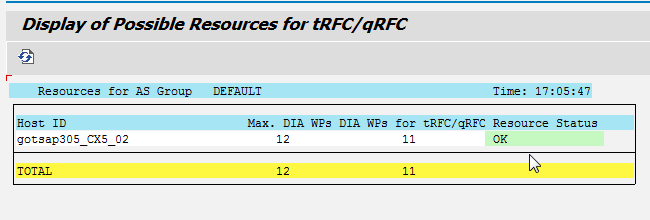 Display of Possible Resources for tRFC/qRFC
Resources for AS Group DEFAULT Time: 17:05:47
Host ID Max. DIA WPs DIA WPs for tRFC/qRFC Resource Status
gotsap305_CX5_02 12 11 OK
TOTAL 12 11